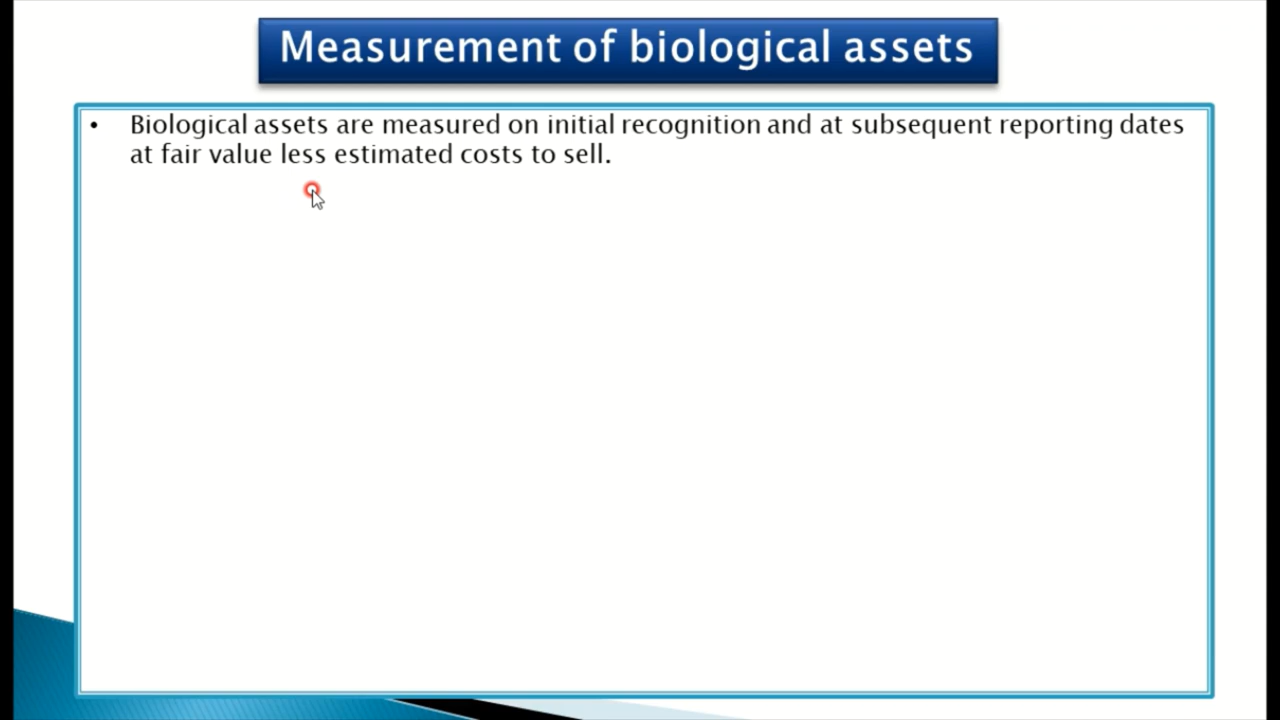 Measurement of biological assets
• Biological assets are measured on initial recognition and at subsequent reporting dates
at fair value less estimated costs to sell.